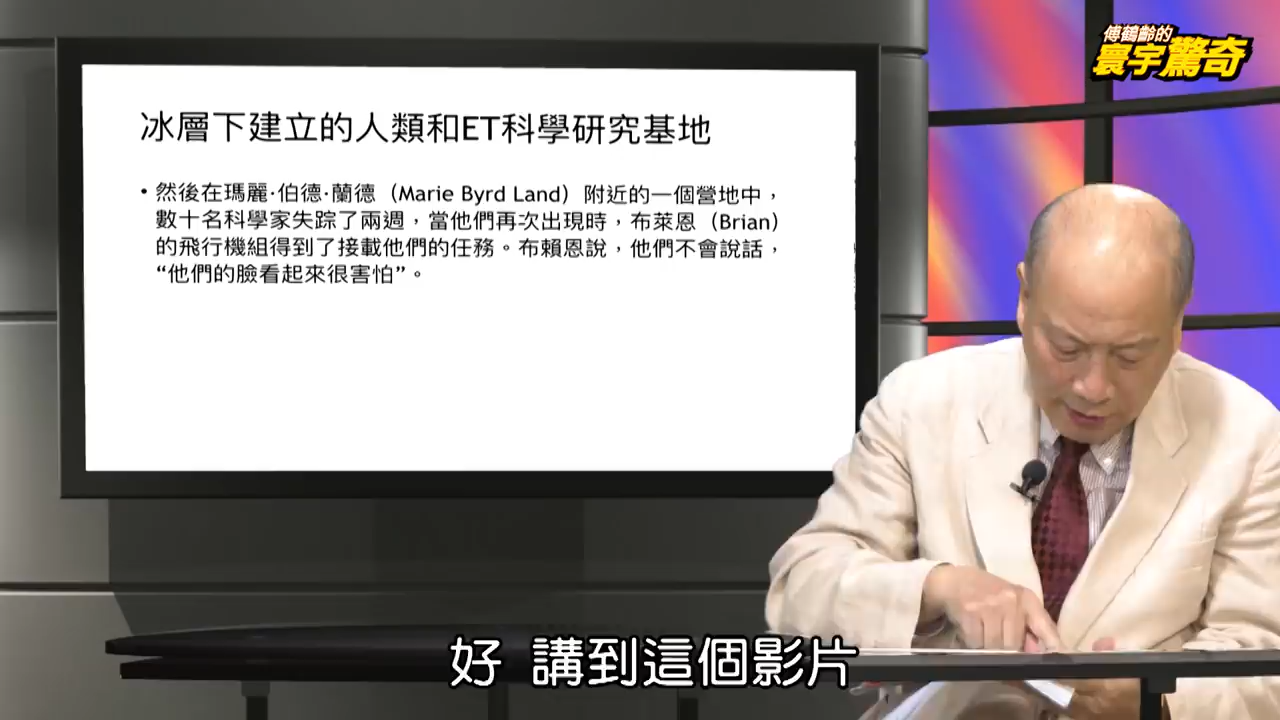 傅鶴齡的
寰宇驚奇
冰層下建立的人類和ET科學研究基地
• 然後在瑪麗·伯德·蘭德（Marie Byrd Land）附近的一個營地中，
數十名科學家失踪了兩週，當他們再次出現時，布萊恩（Brian）
的飛行機組得到了接載他們的任務。布賴恩說，他們不會說話，
“他們的臉看起來很害怕”。
好 講到這個影片